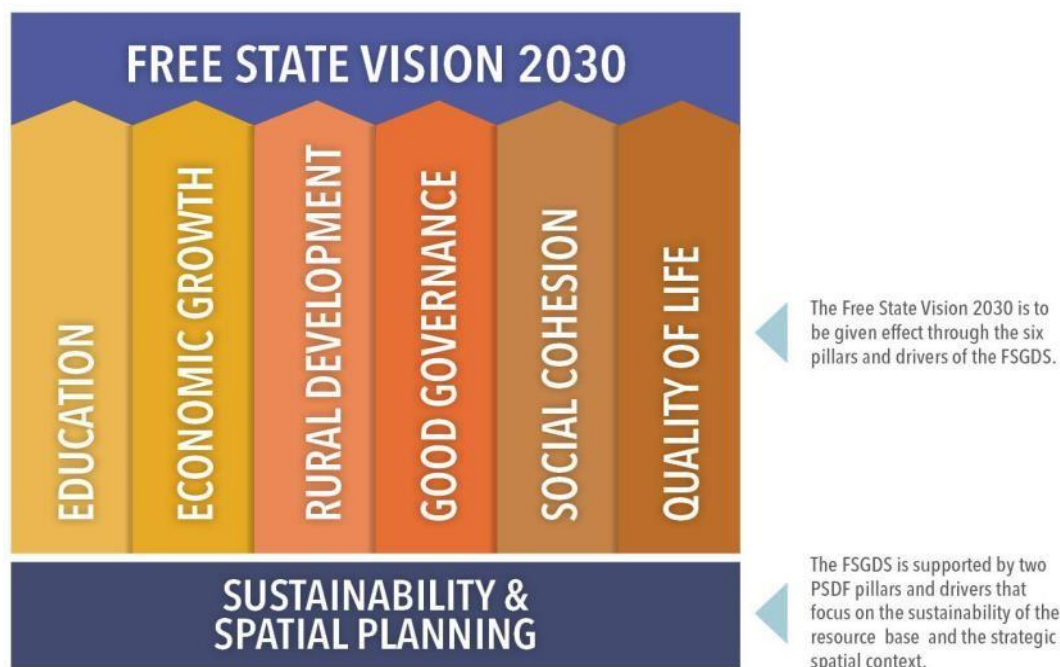 FREE STATE VISION 2030
EDUCATION
ECONOMIC GROWTH
RURAL DEVELOPMENT
GOOD GOVERNANCE
SOCIAL COHESION
QUALITY OF LIFE
The Free State Vision 2030 is to
be given effect through the six
pillars and drivers of the FSGDS.
SUSTAINABILITY &
SPATIAL PLANNING
The FSGDS is supported by two
PSDF pillars and drivers that
focus on the sustainability of the
resource base and the strategic
spatial context.